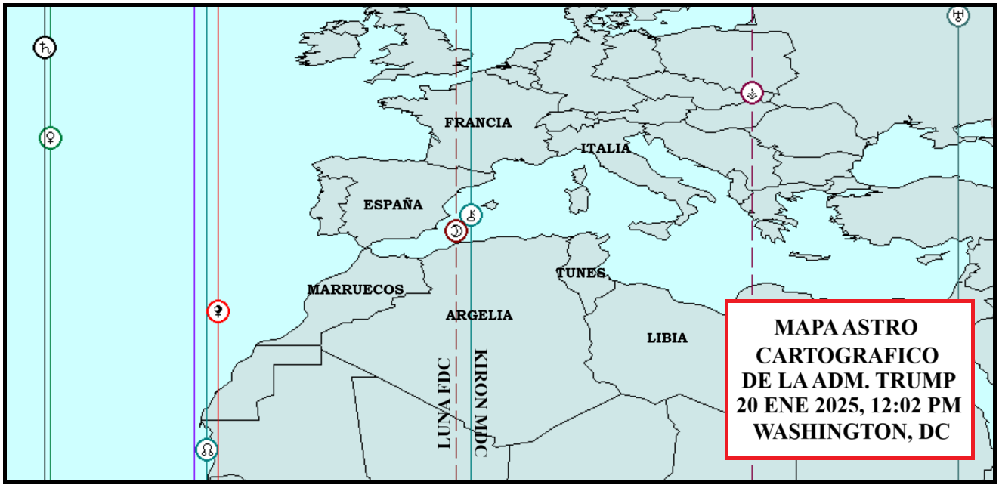 FRANCIA
ITALIA
ESPAÑA
MARRUECOS
TUNES
ARGELIA
LIBIA
LUNA FDC
KIRON MDC
MAPA ASTRO
CARTOGRAFICO
DE LA ADM. TRUMP
20 ENE 2025, 12:02 PM
WASHINGTON, DC